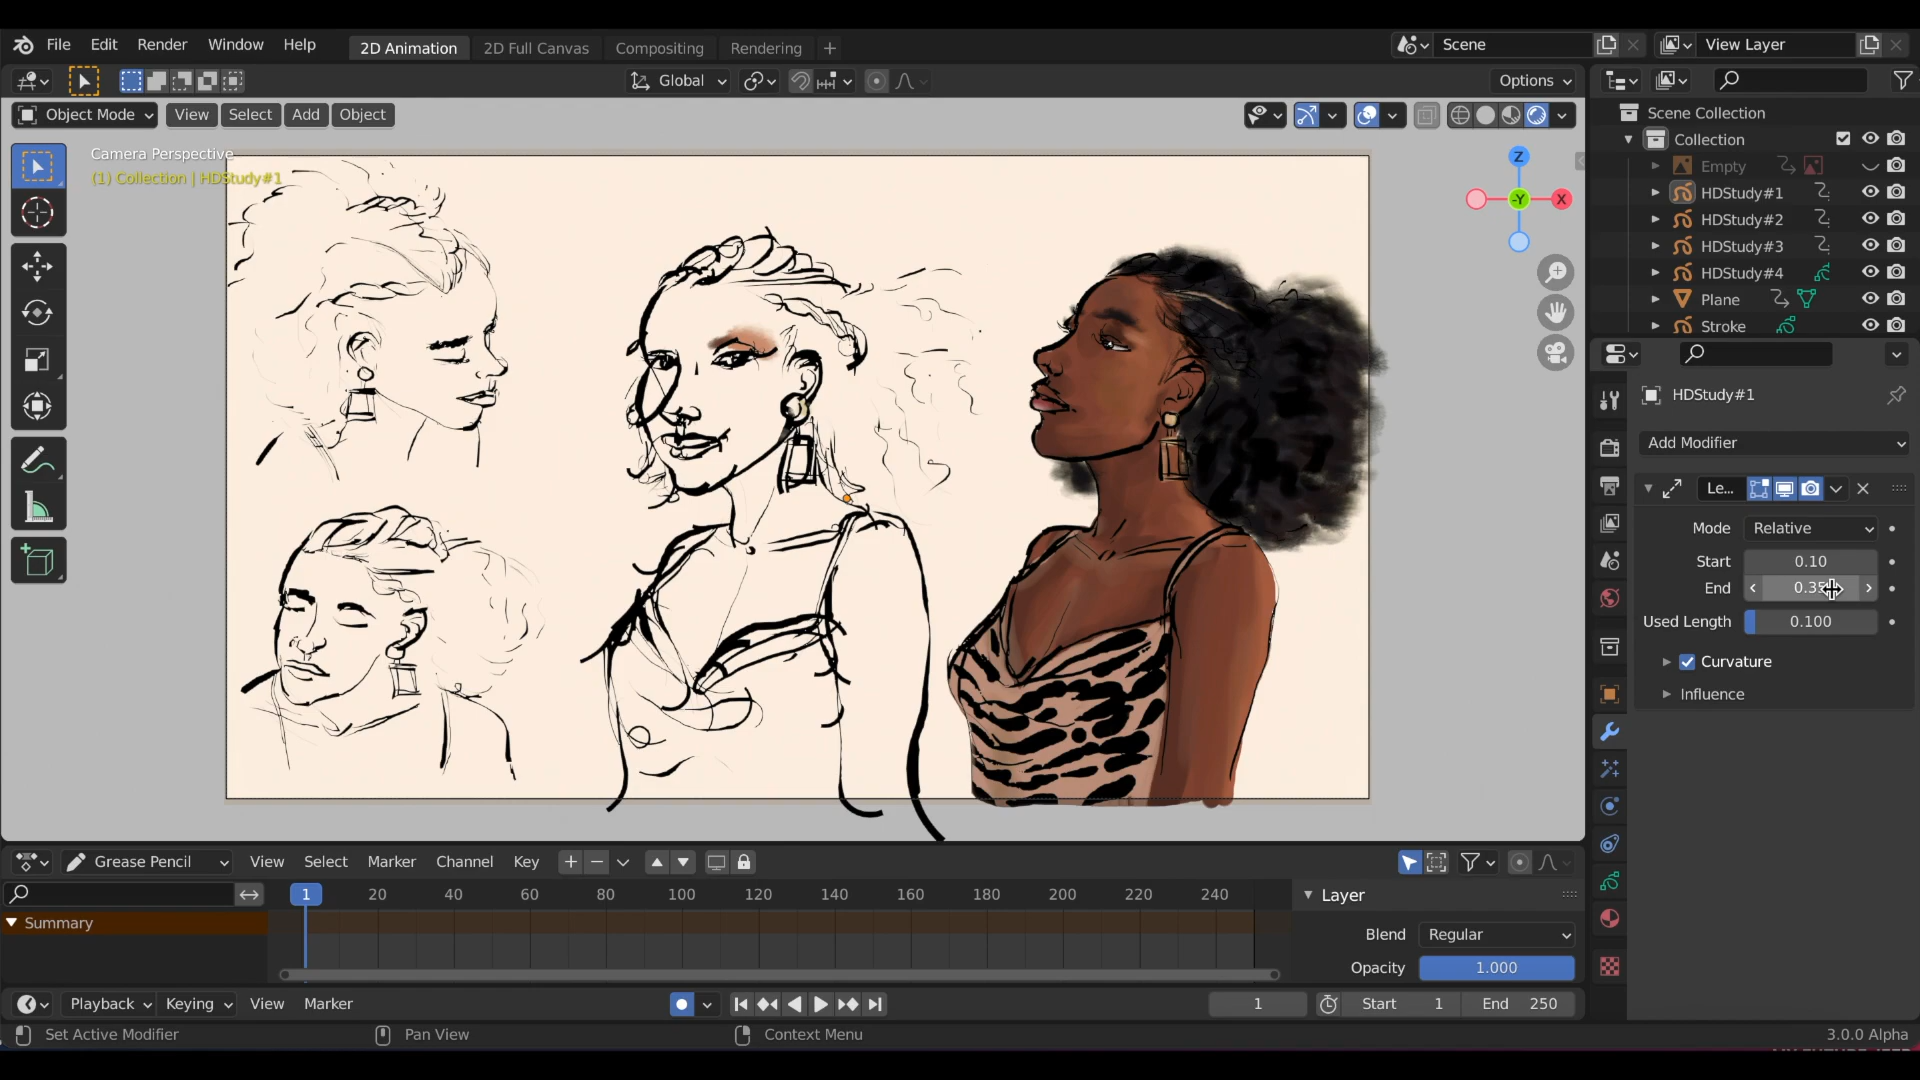 File Edit Render Window Help 2D Animation 2D Full Canvas Compositing Rendering + Scene View Layer
Global Options
Object Mode View Select Add Object
Camera Perspective
(1) Collection | HDStudy#1
Z
-Y X
Scene Collection
Collection
Empty
HDStudy#1
HDStudy#2
HDStudy#3
HDStudy#4
Plane
Stroke
HDStudy#1
Add Modifier
Le...
Mode Relative
Start 0.10
End
Used Length 0.100
Curvature
Influence
Grease Pencil View Select Marker Channel Key
1 20 40 60 80 100 120 140 160 180 200 220 240
Summary
Layer
Blend Regular
Opacity 1.000
Playback Keying View Marker 1 Start 1 End 250
Set Active Modifier Pan View Context Menu 3.0.0 Alpha